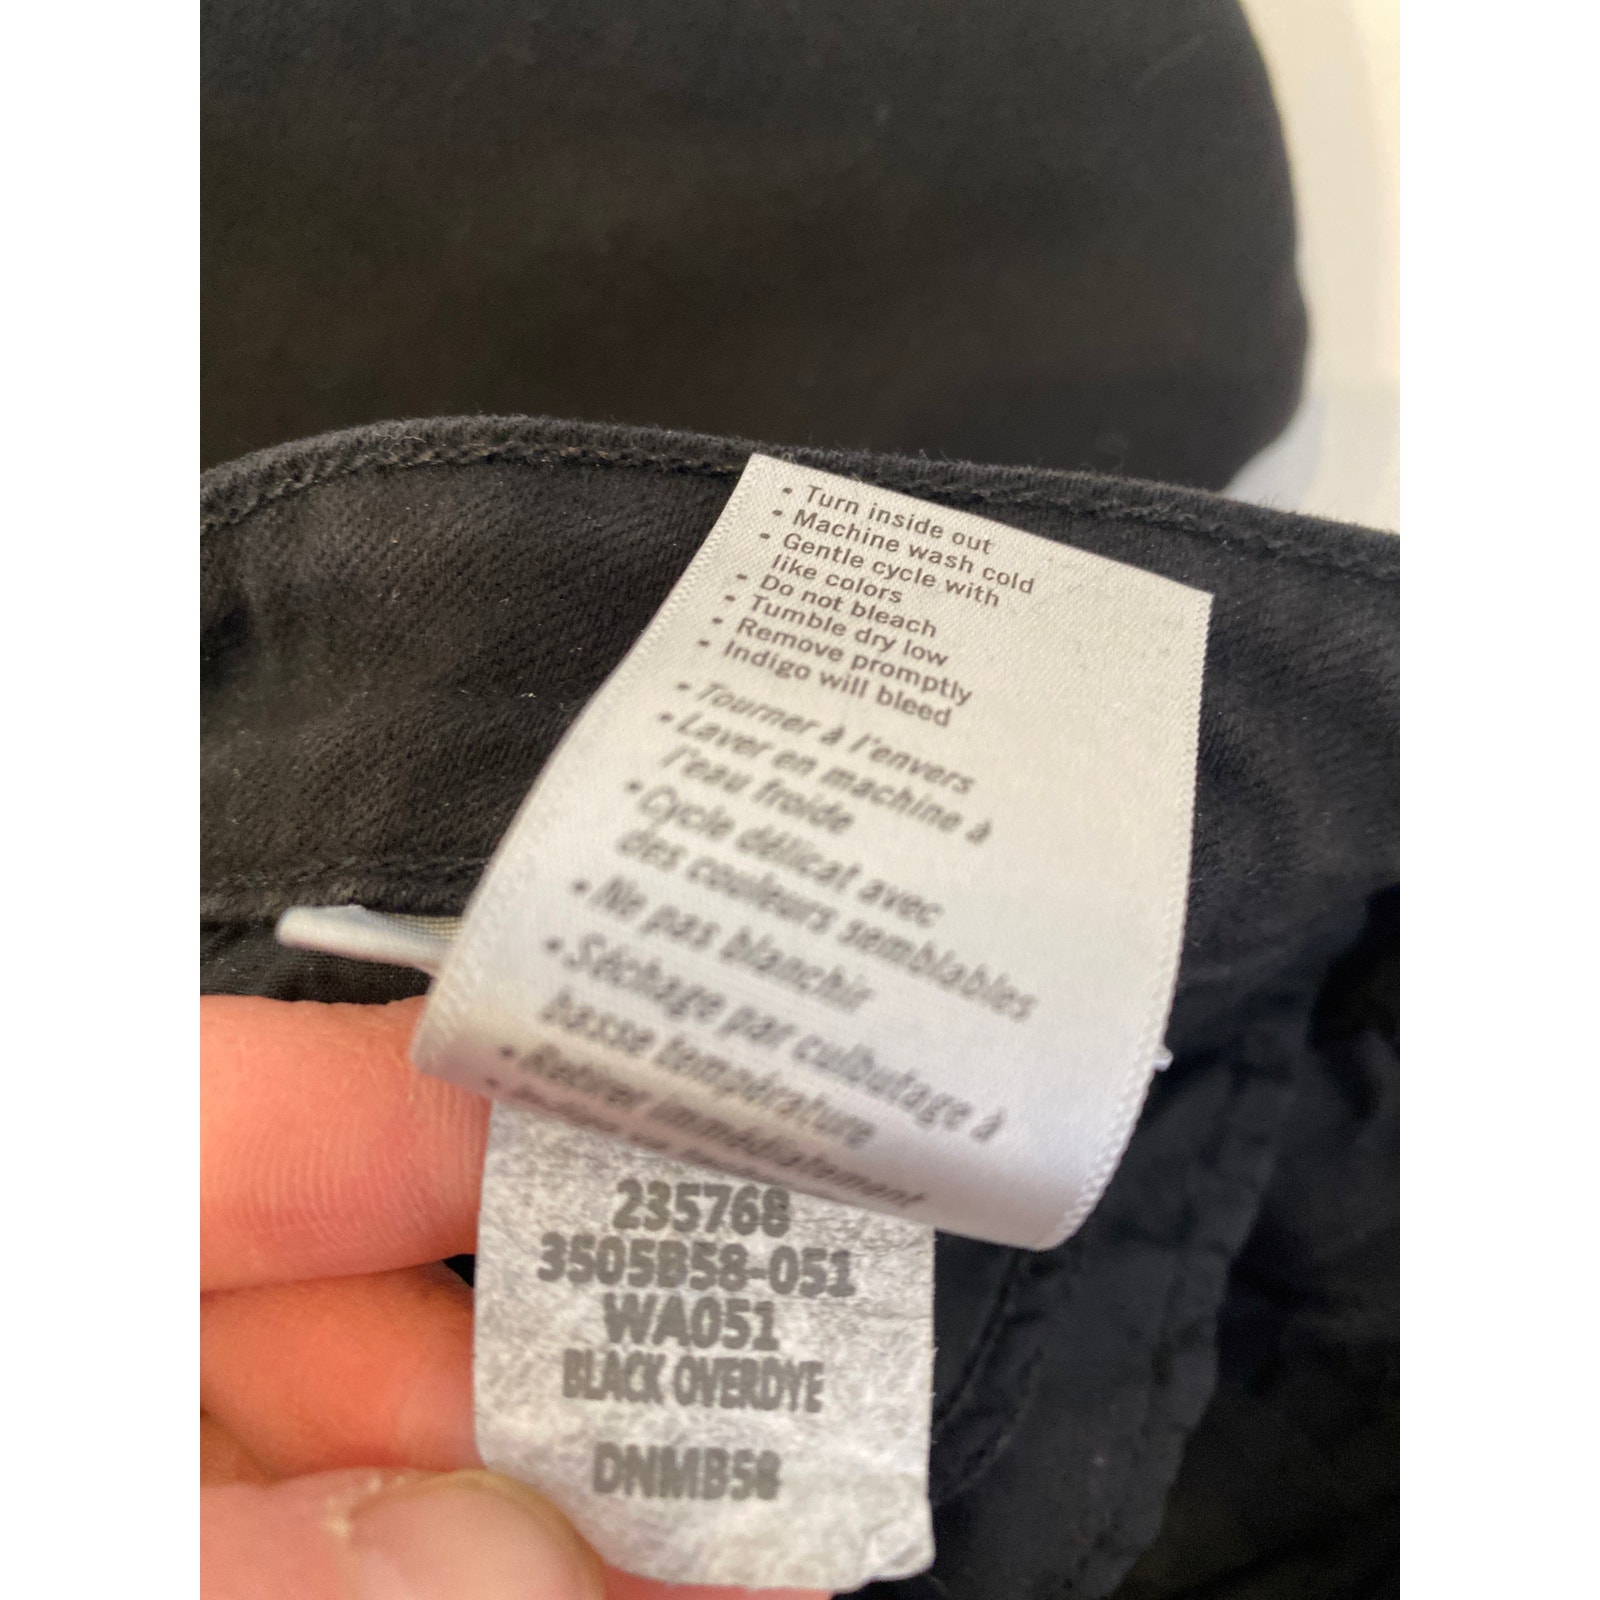 • Turn inside out
• Machine wash cold
• Gentle cycle with
like colors
• Do not bleach
• Tumble dry low
• Remove promptly
• Indigo will bleed
• Tourner à l'envers
• Laver en machine à
l'eau froide
• Cycle délicat avec
des couleurs semblables
• Ne pas blanchir
• Séchage par culbutage à
basse température
• Retirer immédiatement
235768
3505B58-051
WA051
BLACK OVERDYE
DNMB58